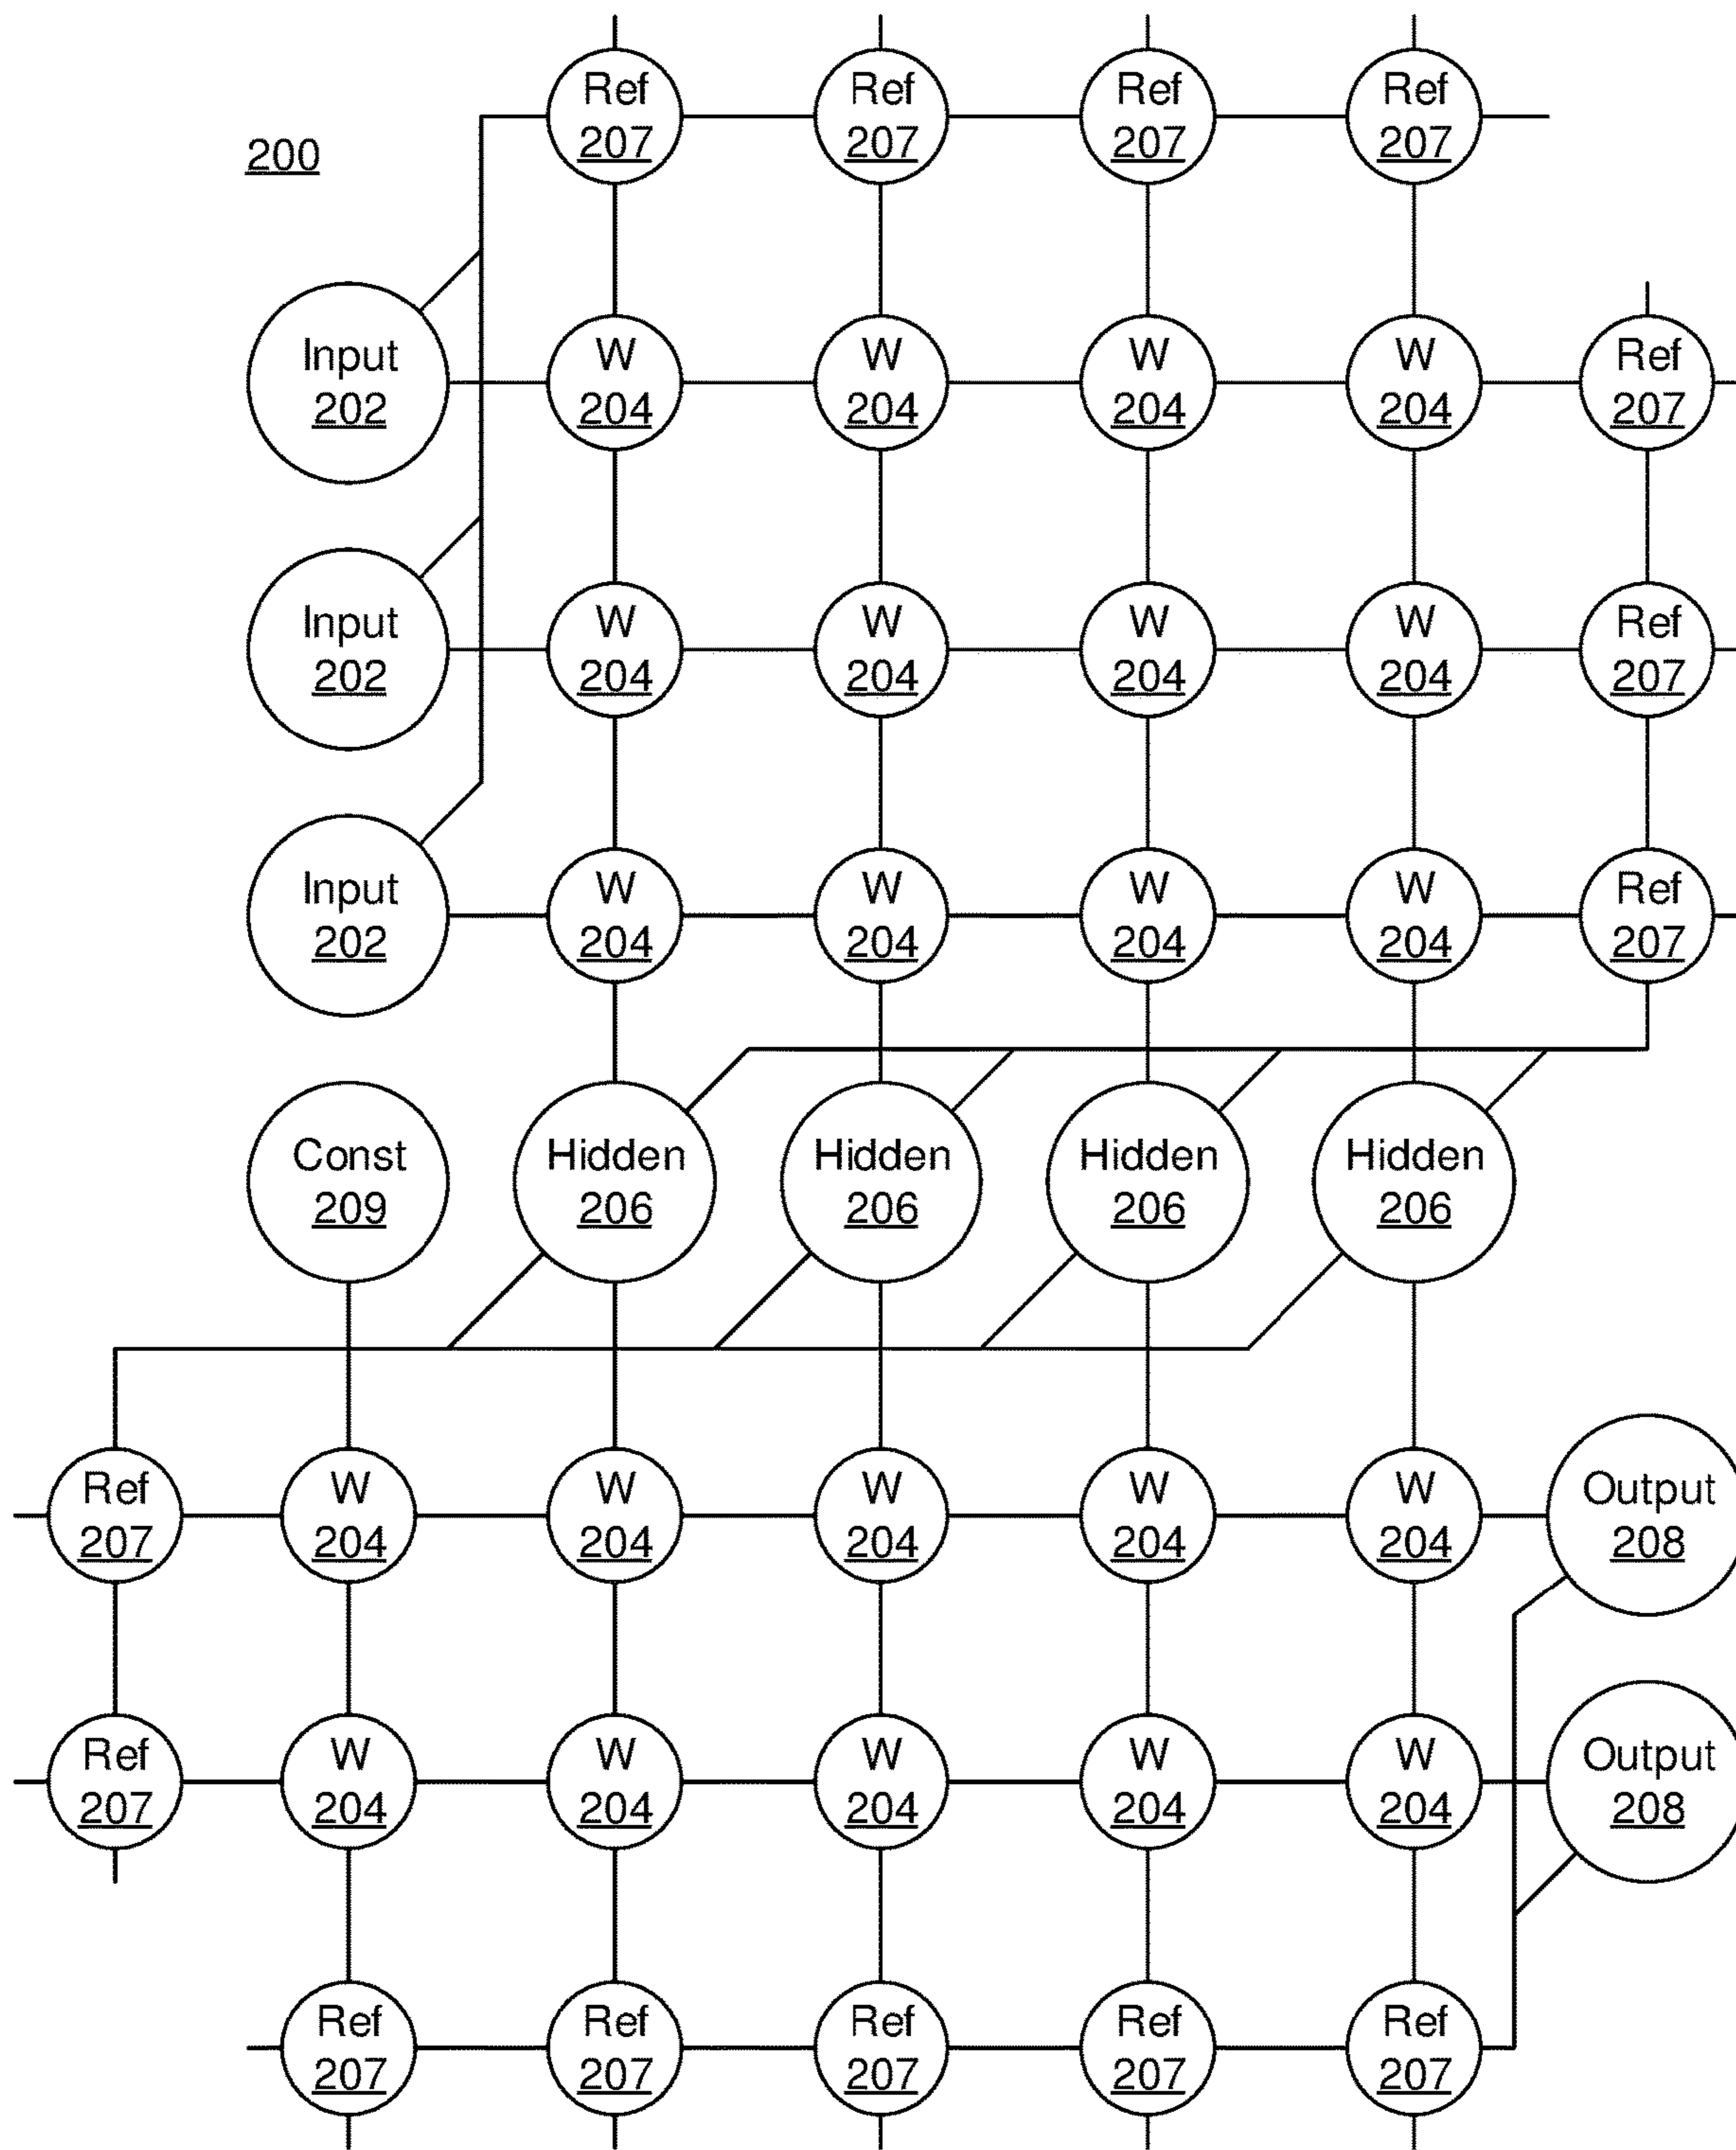 Ref Ref Ref Ref
207 207 207 207
200
Input W W W W Ref
202 204 204 204 204 207
Input W W W W Ref
202 204 204 204 204 207
Input W W W W Ref
202 204 204 204 204 207
Const Hidden Hidden Hidden Hidden
209 206 206 206 206
Ref W W W W W Output
207 204 204 204 204 204 208
Ref W W W W W Output
207 204 204 204 204 204 208
Ref Ref Ref Ref Ref
207 207 207 207 207